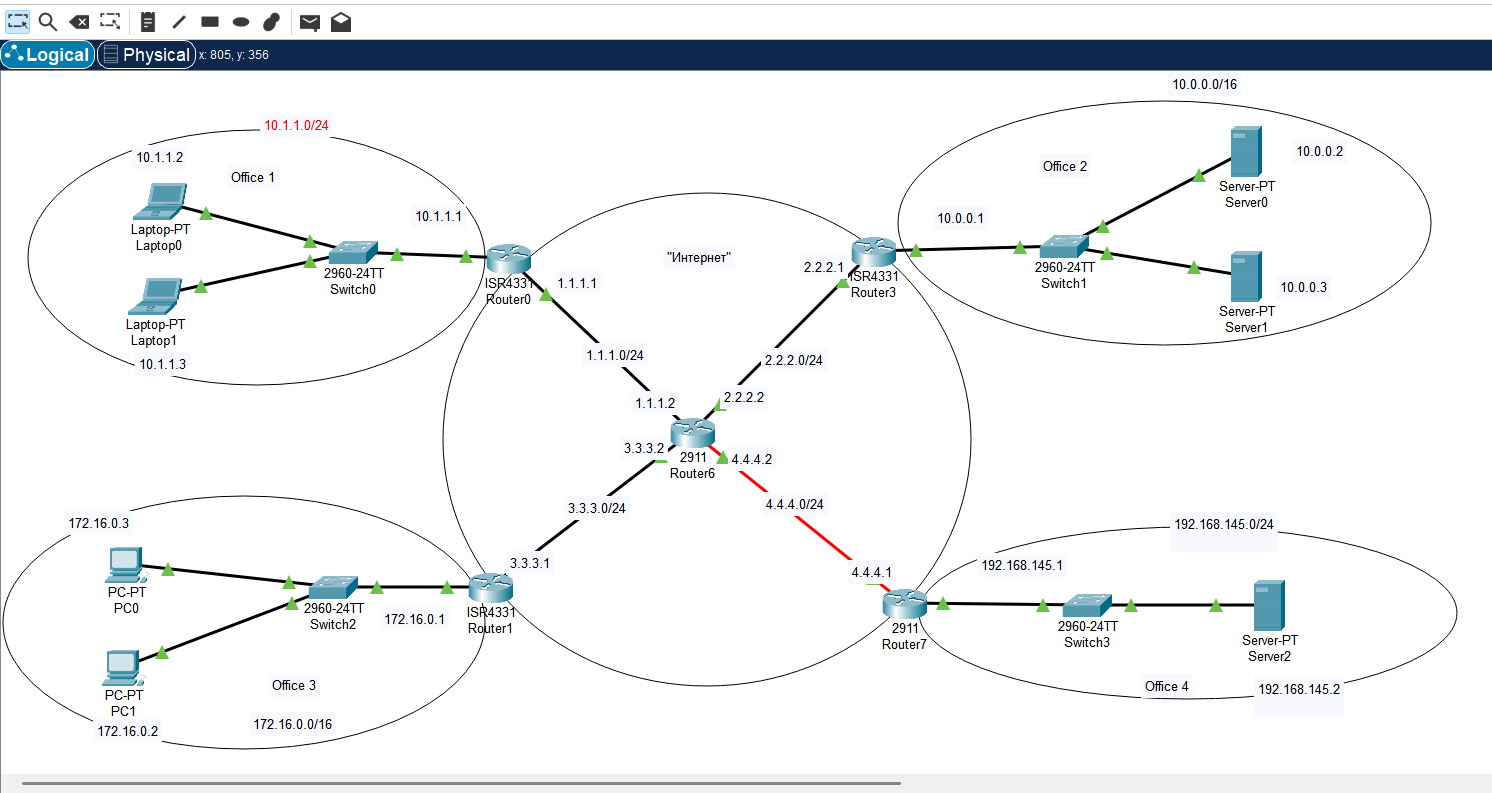 Logical
Physical
x: 805, y: 356
10.1.1.0/24
10.1.1.2
Office 1
Laptop-PT
Laptop0
10.1.1.1
2960-24TT
Switch0
Laptop-PT
Laptop1
10.1.1.3
ISR4331
Router0
1.1.1.1
"Интернет"
1.1.1.0/24
1.1.1.2
10.0.0.0/16
Office 2
10.0.0.2
Server-PT
Server0
10.0.0.1
2.2.2.1
ISR4331
Router3
2960-24TT
Switch1
10.0.0.3
Server-PT
Server1
2.2.2.0/24
2.2.2.2
3.3.3.2
2911
Router6
4.4.4.2
3.3.3.0/24
4.4.4.0/24
172.16.0.3
PC-PT
PC0
2960-24TT
Switch2
172.16.0.1
3.3.3.1
ISR4331
Router1
PC-PT
PC1
172.16.0.2
Office 3
172.16.0.0/16
192.168.145.0/24
192.168.145.1
4.4.4.1
2911
Router7
2960-24TT
Switch3
Server-PT
Server2
Office 4
192.168.145.2